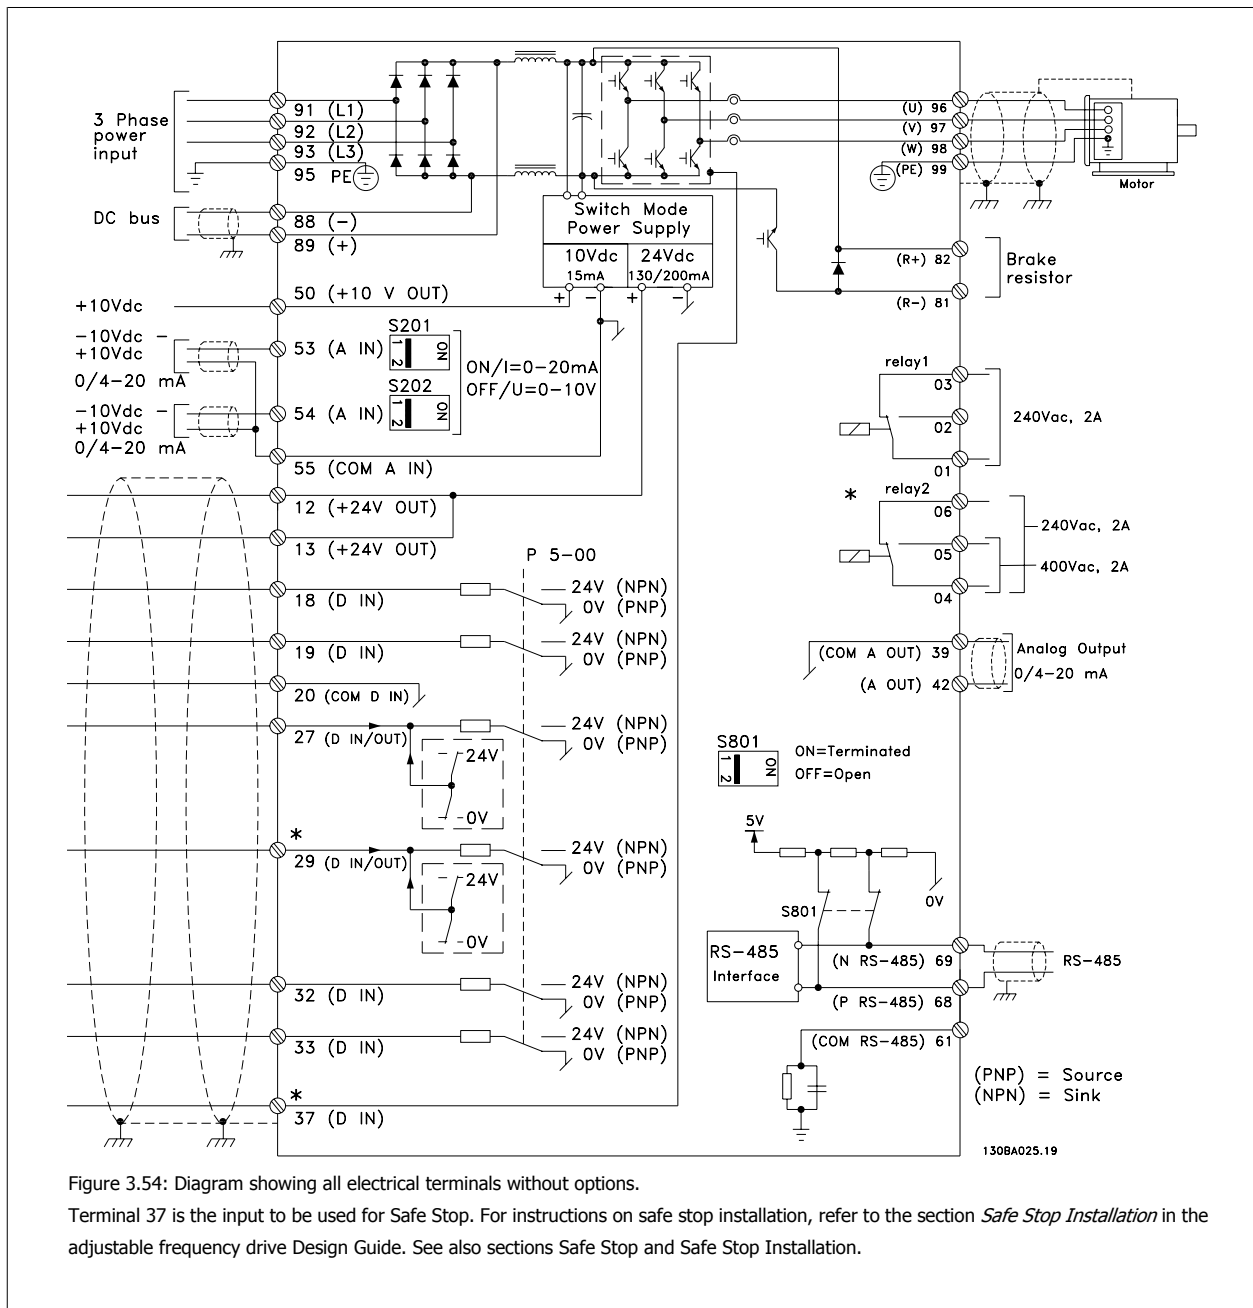 3 Phase
power
input
91 (L1)
92 (L2)
93 (L3)
95 PE
DC bus
88 (-)
89 (+)
Switch Mode
Power Supply
10Vdc
15mA
24Vdc
130/200mA
+ - + -
(U) 96
(V) 97
(W) 98
(PE) 99
Motor
(R+) 82
(R-) 81
Brake
resistor
+10Vdc
50 (+10 V OUT)
-10Vdc -
+10Vdc
0/4-20 mA
53 (A IN)
S201
1 2
ON
ON/I=0-20mA
OFF/U=0-10V
-10Vdc -
+10Vdc
0/4-20 mA
54 (A IN)
S202
1 2
ON
55 (COM A IN)
12 (+24V OUT)
13 (+24V OUT)
relay1
03
02
01
240Vac, 2A
*
relay2
06
05
04
240Vac, 2A
400Vac, 2A
P 5-00
18 (D IN)
24V (NPN)
0V (PNP)
19 (D IN)
24V (NPN)
0V (PNP)
20 (COM D IN)
27 (D IN/OUT)
24V (NPN)
0V (PNP)
24V
0V
*
29 (D IN/OUT)
24V (NPN)
0V (PNP)
24V
0V
32 (D IN)
24V (NPN)
0V (PNP)
33 (D IN)
24V (NPN)
0V (PNP)
*
37 (D IN)
(COM A OUT) 39
(A OUT) 42
Analog Output
0/4-20 mA
S801
1 2
ON
ON=Terminated
OFF=Open
5V
0V
S801
RS-485
Interface
(N RS-485) 69
(P RS-485) 68
RS-485
(COM RS-485) 61
(PNP) = Source
(NPN) = Sink
130BA025.19
Figure 3.54: Diagram showing all electrical terminals without options.
Terminal 37 is the input to be used for Safe Stop. For instructions on safe stop installation, refer to the section Safe Stop Installation in the
adjustable frequency drive Design Guide. See also sections Safe Stop and Safe Stop Installation.